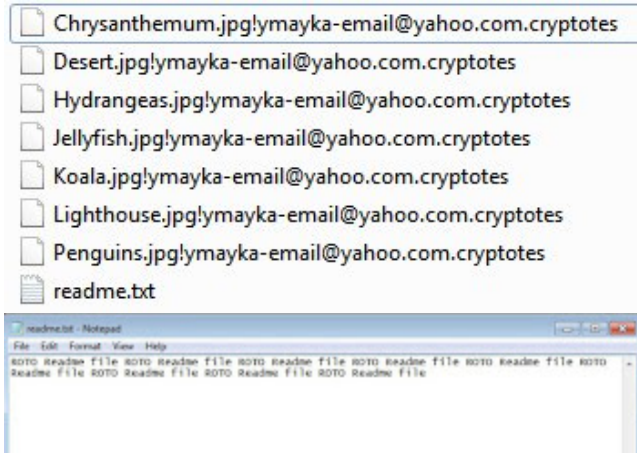 Chrysanthemum.jpg!ymayka-email@yahoo.com.cryptotes
Desert.jpg!ymayka-email@yahoo.com.cryptotes
Hydrangeas.jpg!ymayka-email@yahoo.com.cryptotes
Jellyfish.jpg!ymayka-email@yahoo.com.cryptotes
Koala.jpg!ymayka-email@yahoo.com.cryptotes
Lighthouse.jpg!ymayka-email@yahoo.com.cryptotes
Penguins.jpg!ymayka-email@yahoo.com.cryptotes
readme.txt
readme.txt - Notepad
File Edit Format View Help
ROTO Readme file ROTO Readme file ROTO Readme file ROTO Readme file ROTO Readme file ROTO
Readme file ROTO Readme file ROTO Readme file ROTO Readme file